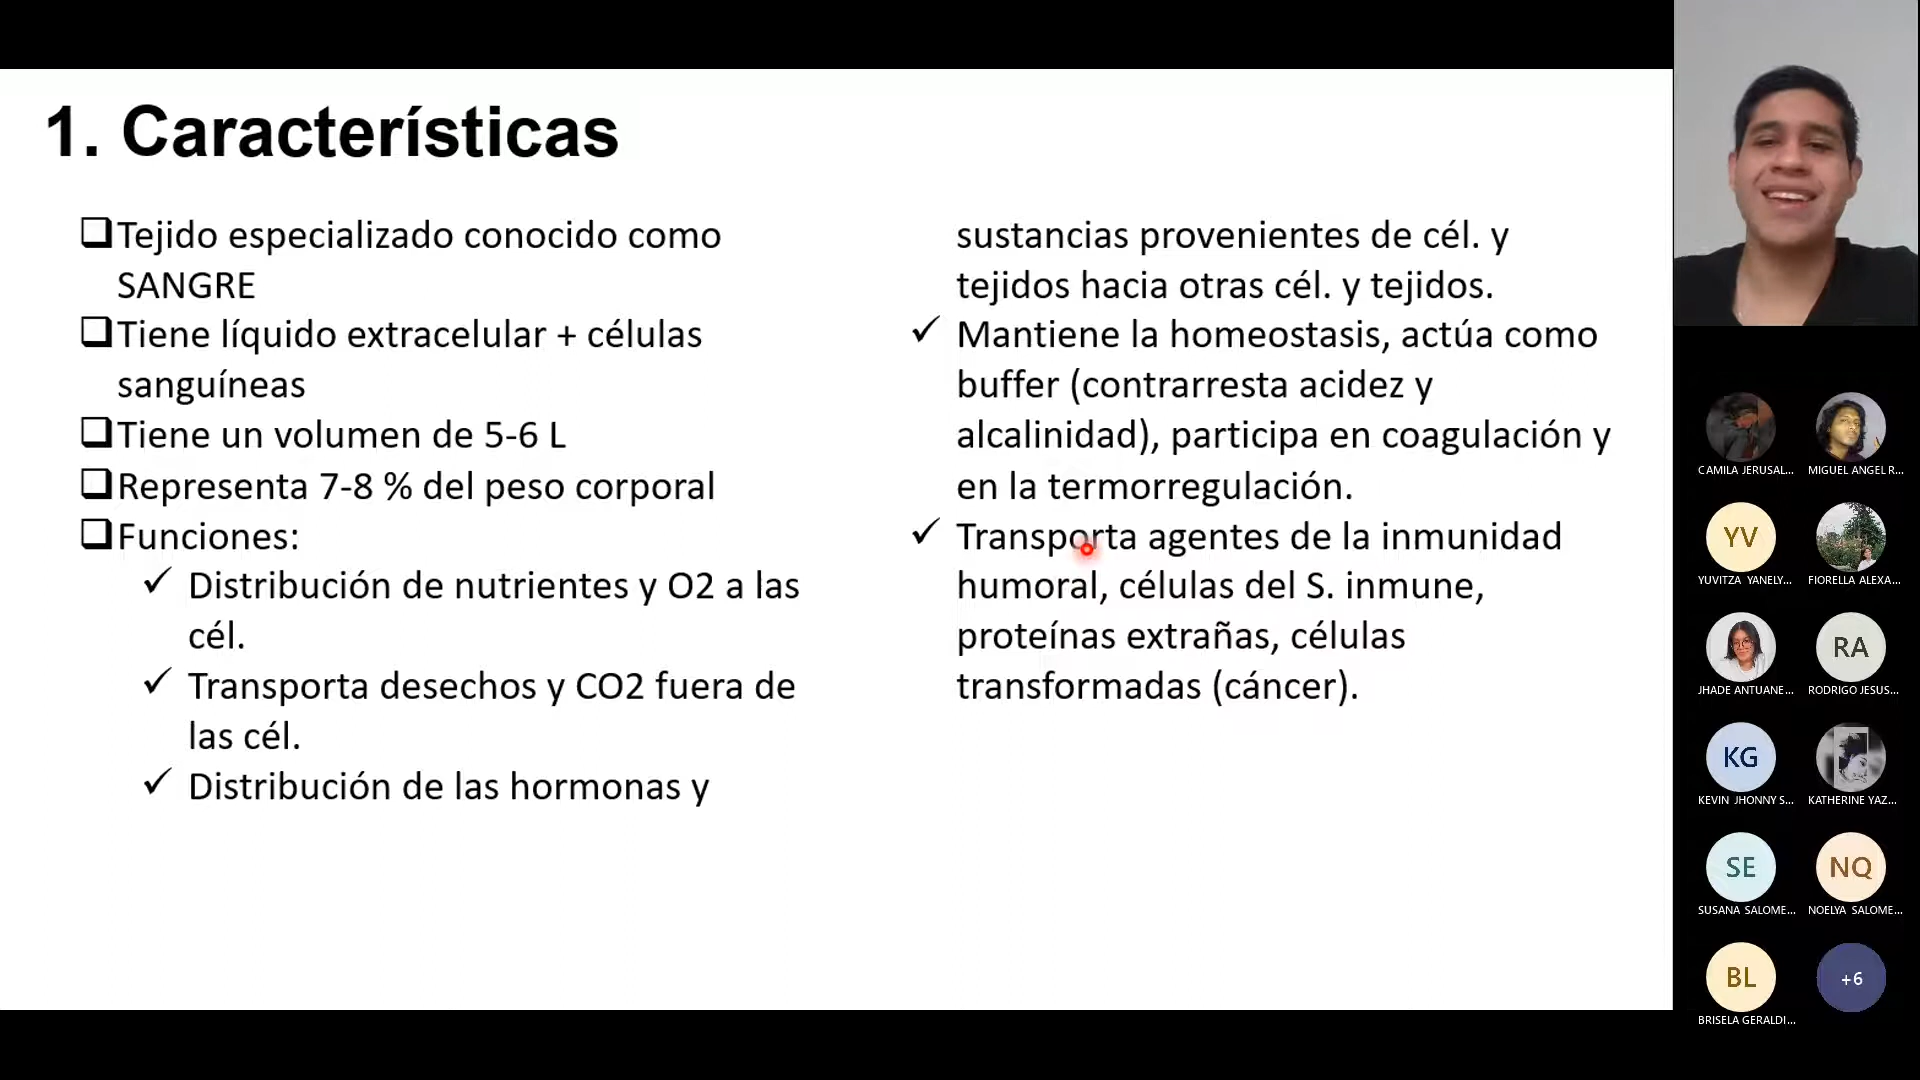 1. Características
Tejido especializado conocido como
SANGRE
Tiene líquido extracelular + células
sanguíneas
Tiene un volumen de 5-6 L
Representa 7-8 % del peso corporal
Funciones:
✓ Distribución de nutrientes y O2 a las
cél.
✓ Transporta desechos y CO2 fuera de
las cél.
✓ Distribución de las hormonas y
sustancias provenientes de cél. y
tejidos hacia otras cél. y tejidos.
✓ Mantiene la homeostasis, actúa como
buffer (contrarresta acidez y
alcalinidad), participa en coagulación y
en la termorregulación.
✓ Transporta agentes de la inmunidad
humoral, células del S. inmune,
proteínas extrañas, células
transformadas (cáncer).
CAMILA JERUSAL...
MIGUEL ANGEL R...
YV
YUVITZA YANELY...
FIORELLA ALEXA...
JHADE ANTUANE...
RA
RODRIGO JESUS...
KG
KEVIN JHONNY S...
KATHERINE YAZ...
SE
SUSANA SALOME...
NQ
NOELYA SALOME...
BL
BRISELA GERALDI...
+6